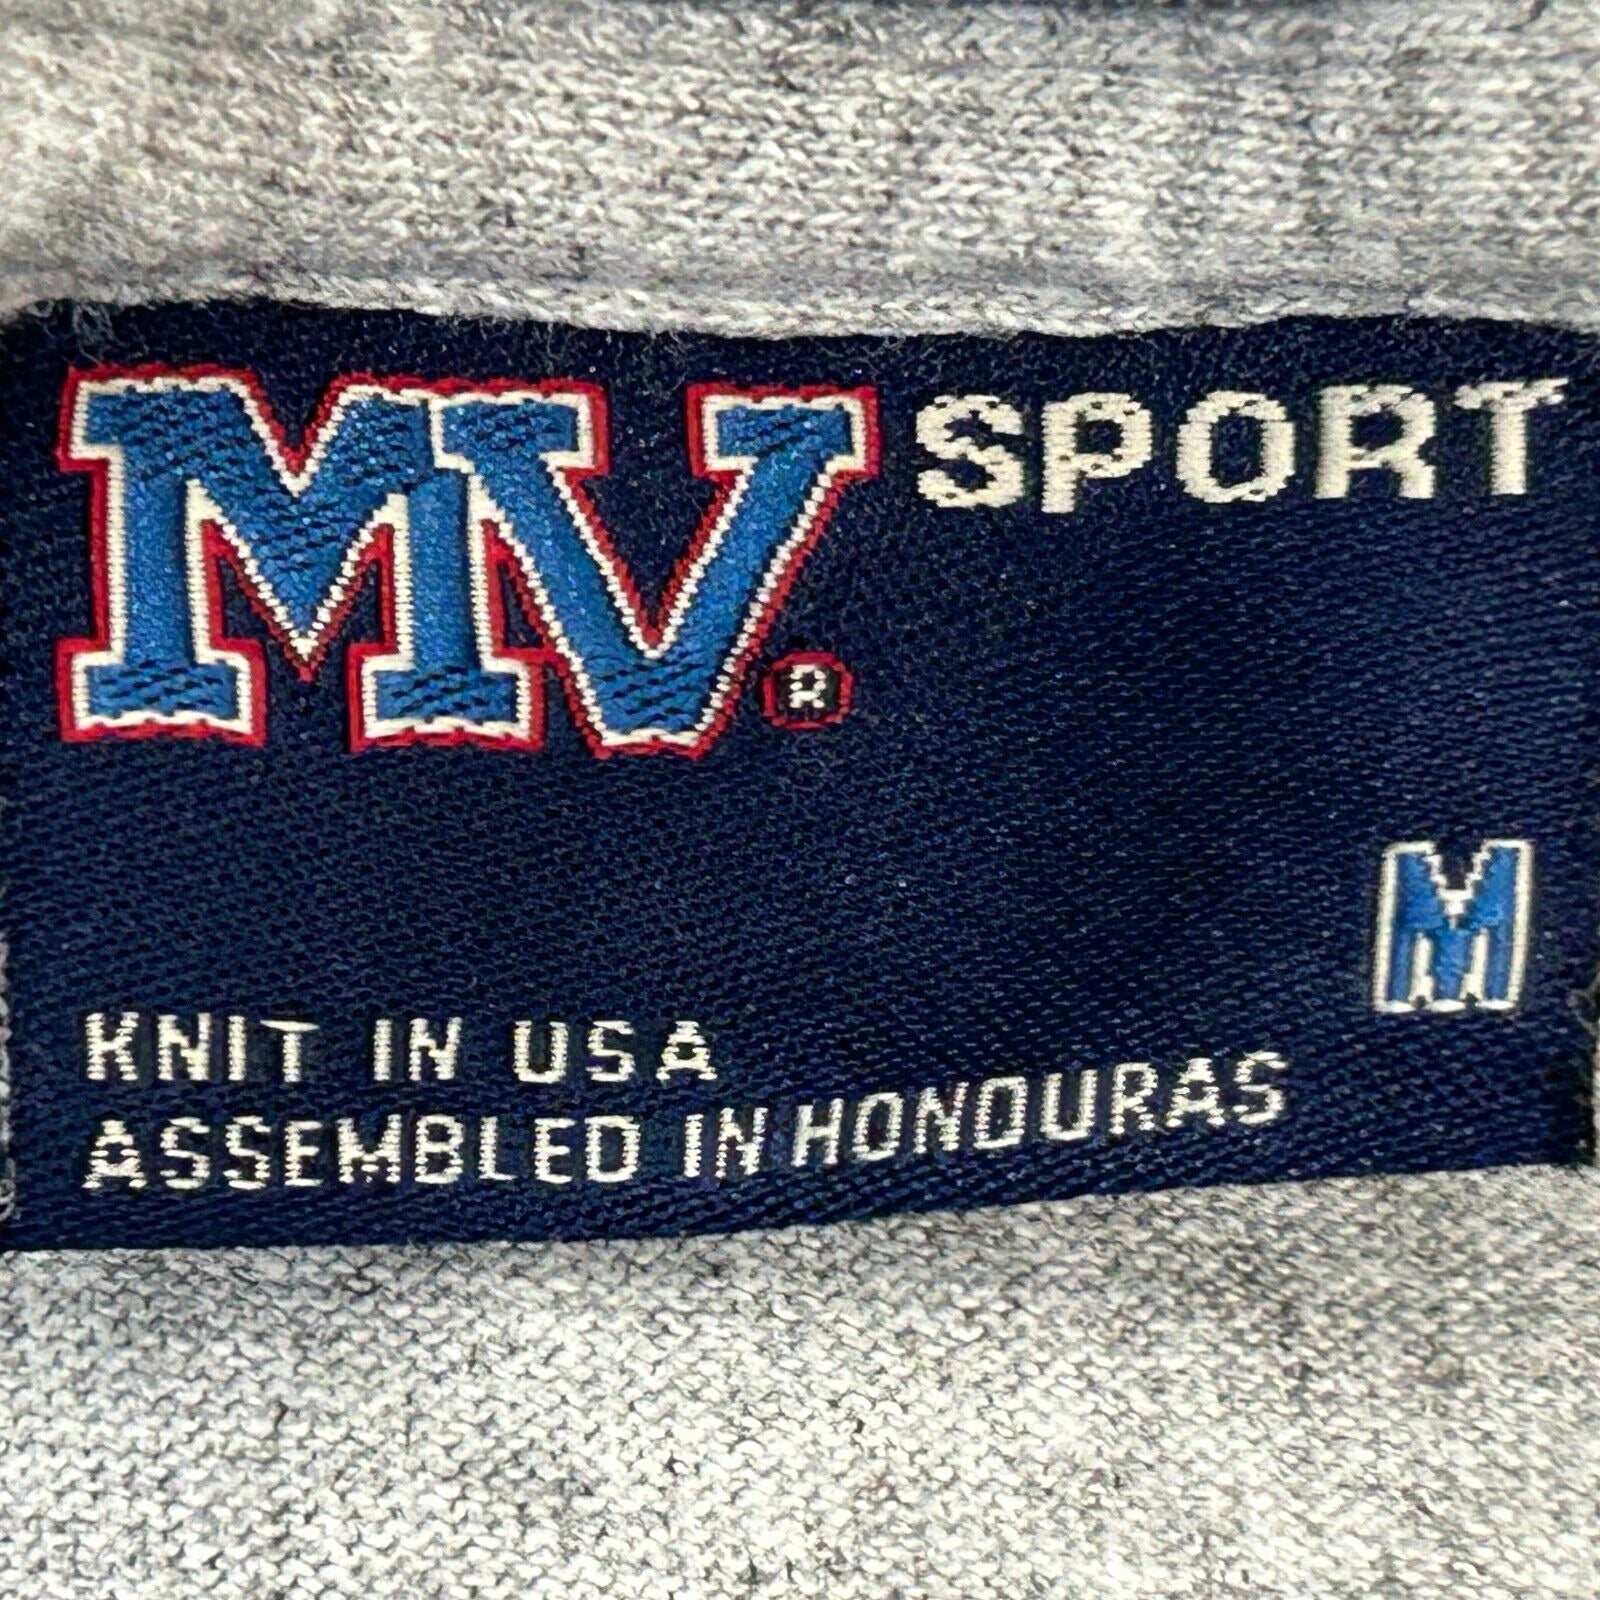 MV® SPORT
M
KNIT IN USA
ASSEMBLED IN HONDURAS